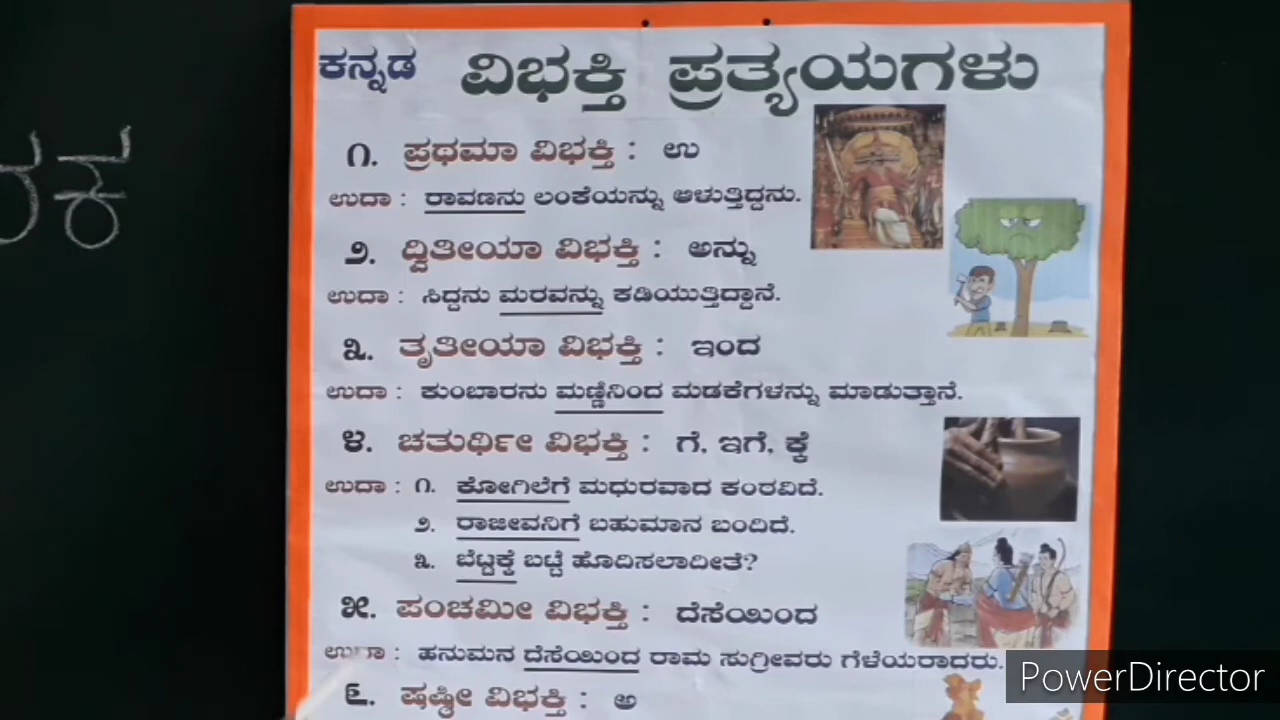 ರಕ
ಕನ್ನಡ ವಿಭಕ್ತಿ ಪ್ರತ್ಯಯಗಳು
೧. ಪ್ರಥಮಾ ವಿಭಕ್ತಿ : ಉ
ಉದಾ : ರಾವಣನು ಲಂಕೆಯನ್ನು ಆಳುತ್ತಿದ್ದನು.
೨. ದ್ವಿತೀಯಾ ವಿಭಕ್ತಿ : ಅನ್ನು
ಉದಾ : ಸಿದ್ದನು ಮರವನ್ನು ಕಡಿಯುತ್ತಿದ್ದಾನೆ.
೩. ತೃತೀಯಾ ವಿಭಕ್ತಿ : ಇಂದ
ಉದಾ : ಕುಂಬಾರನು ಮಣ್ಣಿನಿಂದ ಮಡಕೆಗಳನ್ನು ಮಾಡುತ್ತಾನೆ.
೪. ಚತುರ್ಥೀ ವಿಭಕ್ತಿ : ಗೆ, ಇಗೆ, ಕ್ಕೆ
ಉದಾ : ೧. ಕೋಗಿಲೆಗೆ ಮಧುರವಾದ ಕಂಠವಿದೆ.
೨. ರಾಜೀವನಿಗೆ ಬಹುಮಾನ ಬಂದಿದೆ.
೩. ಬೆಟ್ಟಕ್ಕೆ ಬಟ್ಟೆ ಹೊದಿಸಲಾದೀತೆ?
೫. ಪಂಚಮೀ ವಿಭಕ್ತಿ : ದೆಸೆಯಿಂದ
ಉದಾ : ಹನುಮನ ದೆಸೆಯಿಂದ ರಾಮ ಸುಗ್ರೀವರು ಗೆಳೆಯರಾದರು.
೬. ಷಷ್ಠೀ ವಿಭಕ್ತಿ : ಅ
PowerDirector